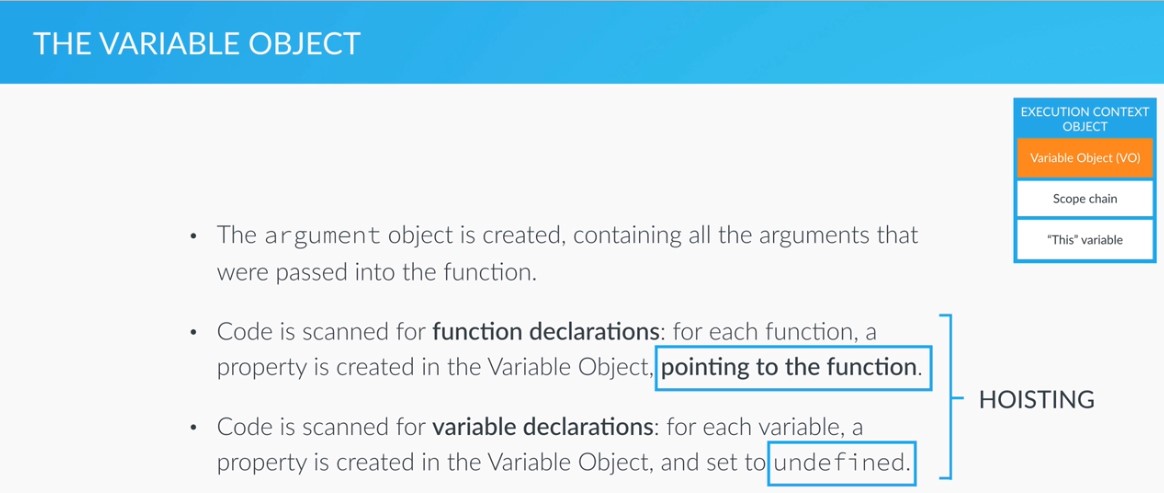 THE VARIABLE OBJECT
EXECUTION CONTEXT
OBJECT
Variable Object (VO)
Scope chain
"This" variable
• The argument object is created, containing all the arguments that
were passed into the function.
• Code is scanned for function declarations: for each function, a
property is created in the Variable Object, pointing to the function.
• Code is scanned for variable declarations: for each variable, a
property is created in the Variable Object, and set to undefined.
HOISTING